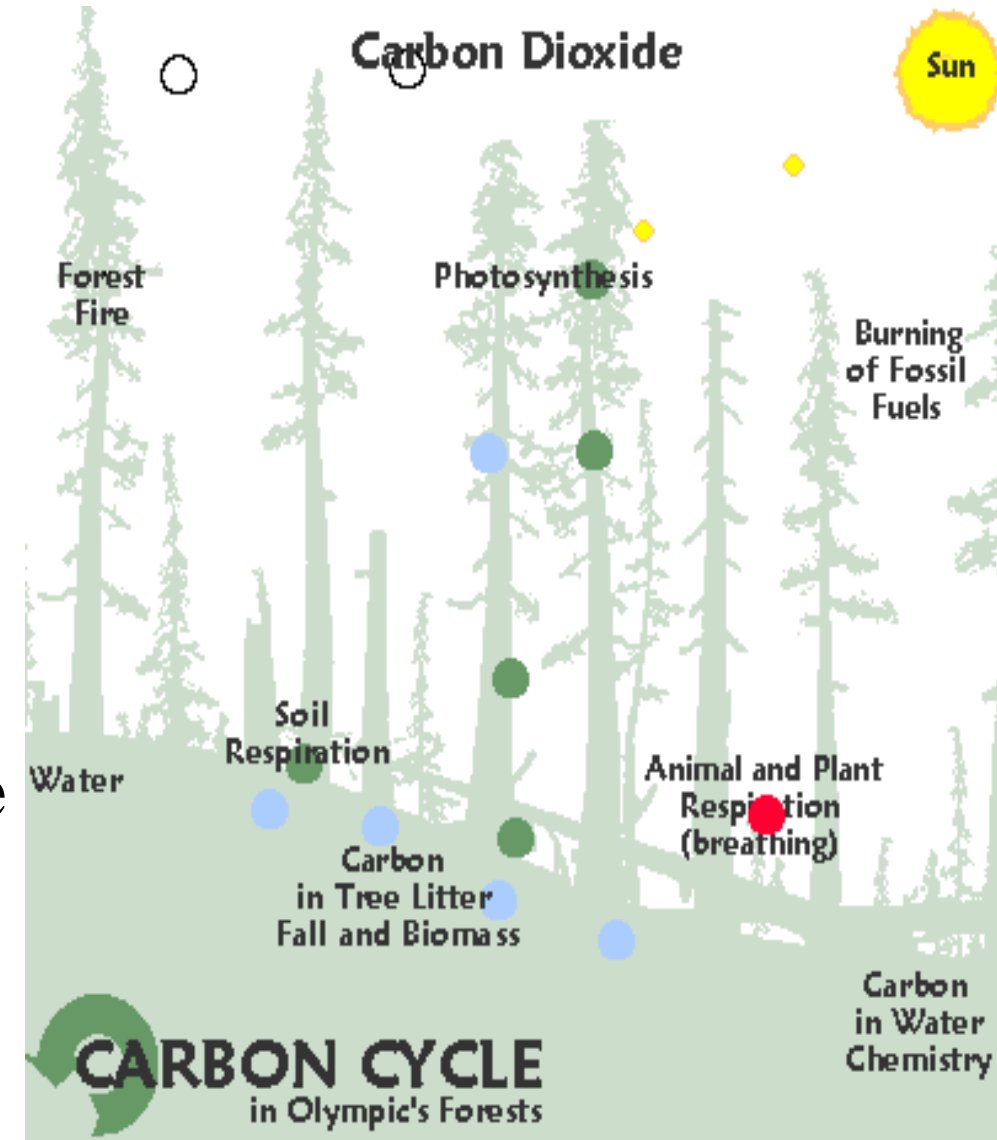 Carbon Dioxide
Sun
Forest
Fire
Photosynthesis
Burning
of Fossil
Fuels
Soil
Respiration
Water
e
Animal and Plant
Respiration
(breathing)
Carbon
in Tree Litter
Fall and Biomass
Carbon
in Water
Chemistry
CARBON CYCLE
in Olympic's Forests